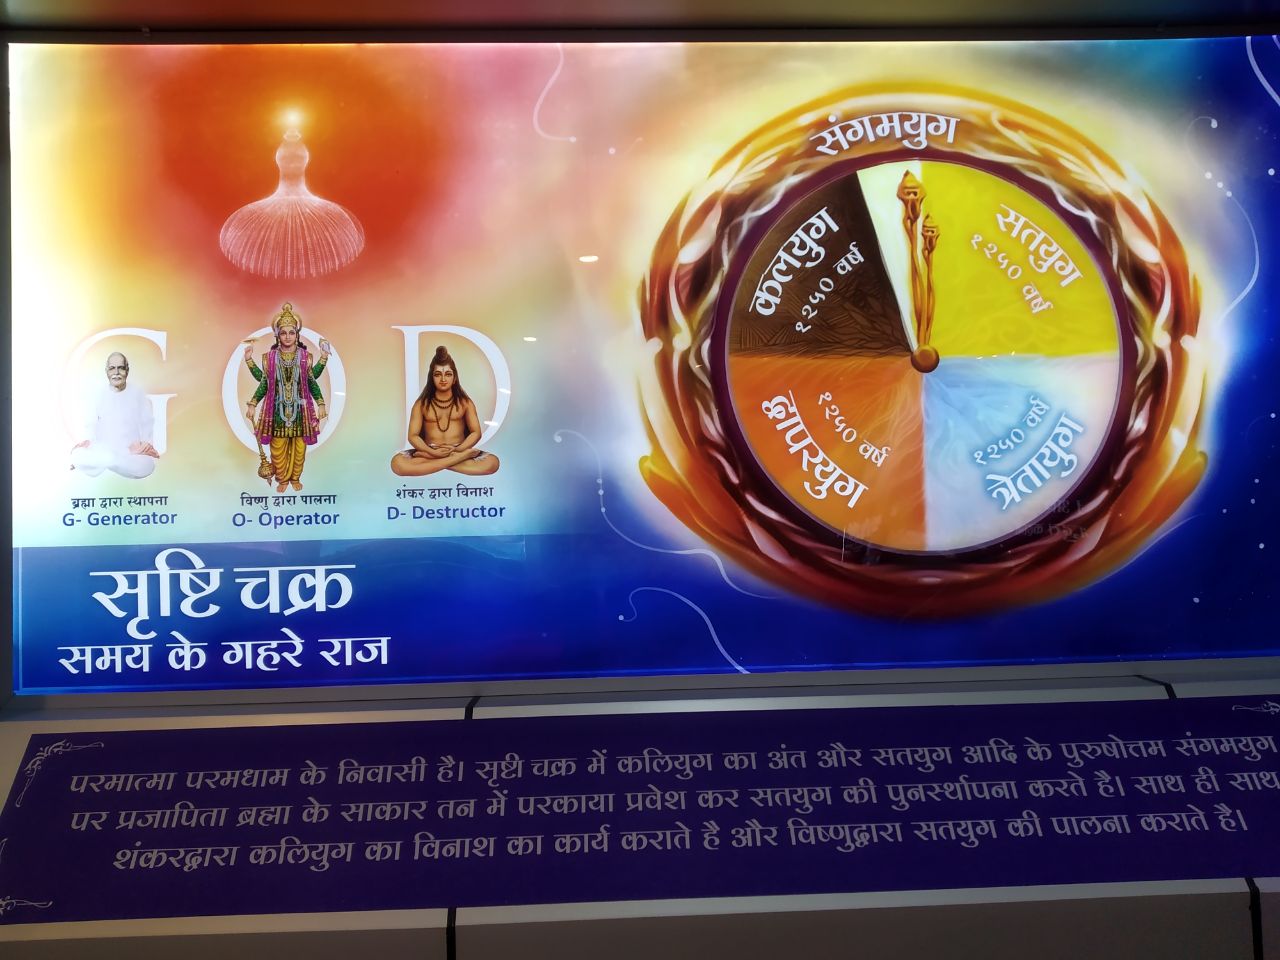 G O D
ब्रह्मा द्वारा स्थापना
G- Generator
विष्णु द्वारा पालना
O- Operator
शंकर द्वारा विनाश
D- Destructor
सृष्टि चक्र
समय के गहरे राज
संगमयुग
सतयुग
१२५० वर्ष
त्रेतायुग
१२५० वर्ष
द्वापरयुग
१२५० वर्ष
कलयुग
१२५० वर्ष
परमात्मा परमधाम के निवासी है। सृष्टी चक्र में कलियुग का अंत और सतयुग आदि के पुरुषोत्तम संगमयुग
पर प्रजापिता ब्रह्मा के साकार तन में परकाया प्रवेश कर सतयुग की पुनर्स्थापना करते है। साथ ही साथ
शंकरद्वारा कलियुग का विनाश का कार्य कराते है और विष्णुद्वारा सतयुग की पालना कराते है।